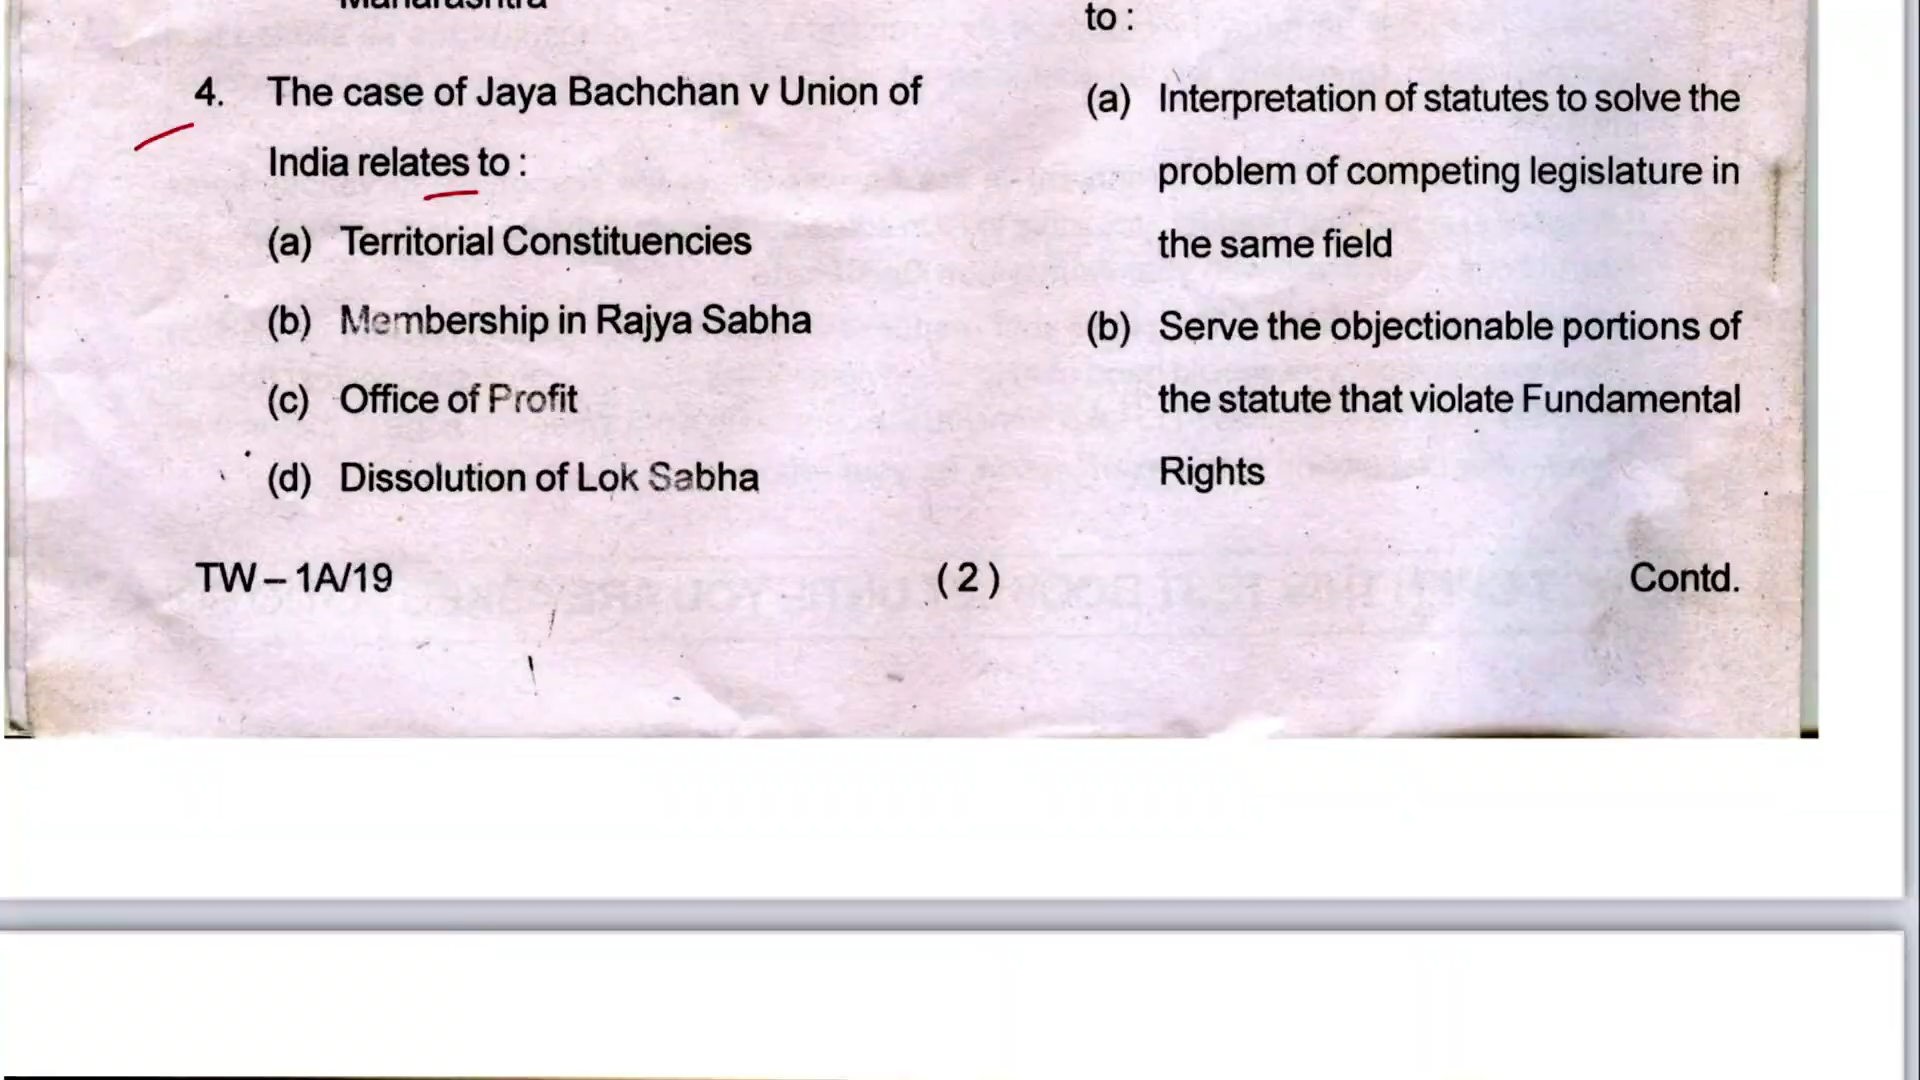 Maharashtra
4. The case of Jaya Bachchan v Union of
India relates to :
(a) Territorial Constituencies
(b) Membership in Rajya Sabha
(c) Office of Profit
(d) Dissolution of Lok Sabha
to :
(a) Interpretation of statutes to solve the
problem of competing legislature in
the same field
(b) Serve the objectionable portions of
the statute that violate Fundamental
Rights
TW – 1A/19 ( 2 ) Contd.